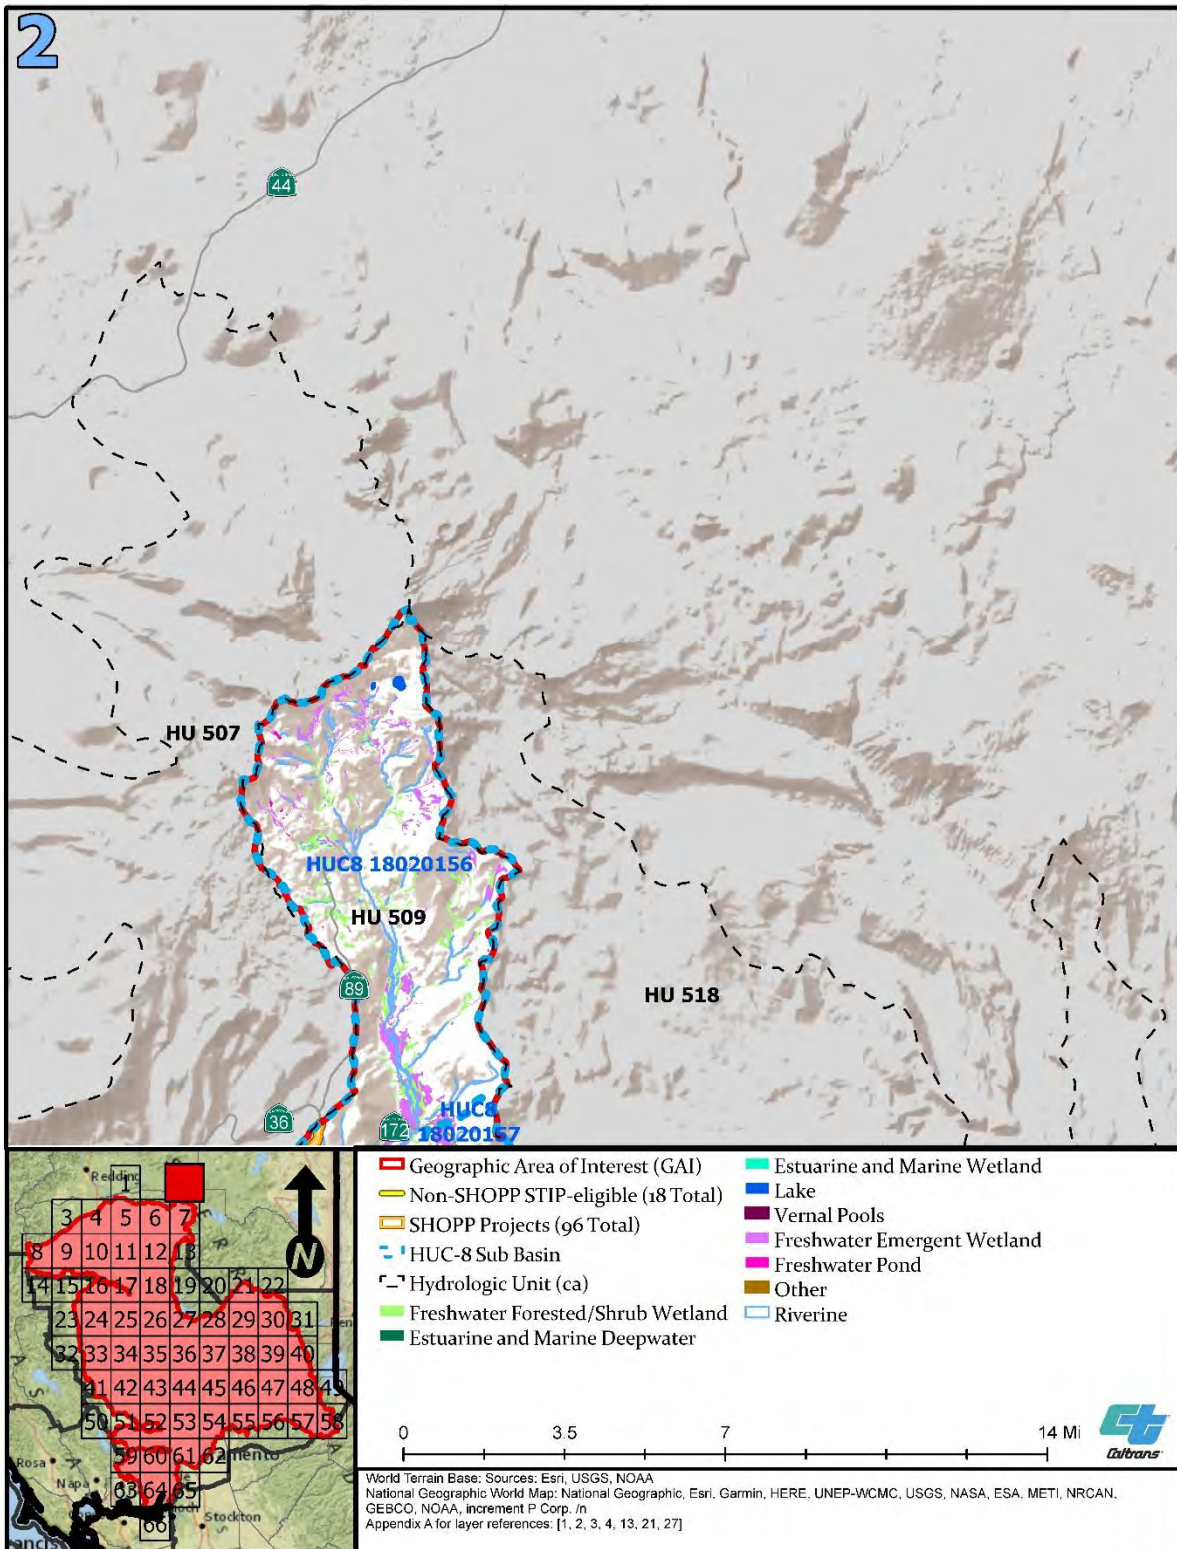 2
44
HU 507
HUC8 18020156
HU 509
89
HU 518
36
172
HUC8
18020157
Redding
1
3 4 5 6 7
8 9 10 11 12 13
14 15 16 17 18 19 20 21 22
23 24 25 26 27 28 29 30 31
32 33 34 35 36 37 38 39 40
41 42 43 44 45 46 47 48 49
50 51 52 53 54 55 56 57 58
59 60 61 62
Rosa
Napa
63 64 65
66
Stockton
N
Geographic Area of Interest (GAI)
Non-SHOPP STIP-eligible (18 Total)
SHOPP Projects (96 Total)
HUC-8 Sub Basin
Hydrologic Unit (ca)
Freshwater Forested/Shrub Wetland
Estuarine and Marine Deepwater
Estuarine and Marine Wetland
Lake
Vernal Pools
Freshwater Emergent Wetland
Freshwater Pond
Other
Riverine
0 3.5 7 14 Mi
Caltrans
World Terrain Base: Sources: Esri, USGS, NOAA
National Geographic World Map: National Geographic, Esri, Garmin, HERE, UNEP-WCMC, USGS, NASA, ESA, METI, NRCAN,
GEBCO, NOAA, increment P Corp. /n
Appendix A for layer references: [1, 2, 3, 4, 13, 21, 27]